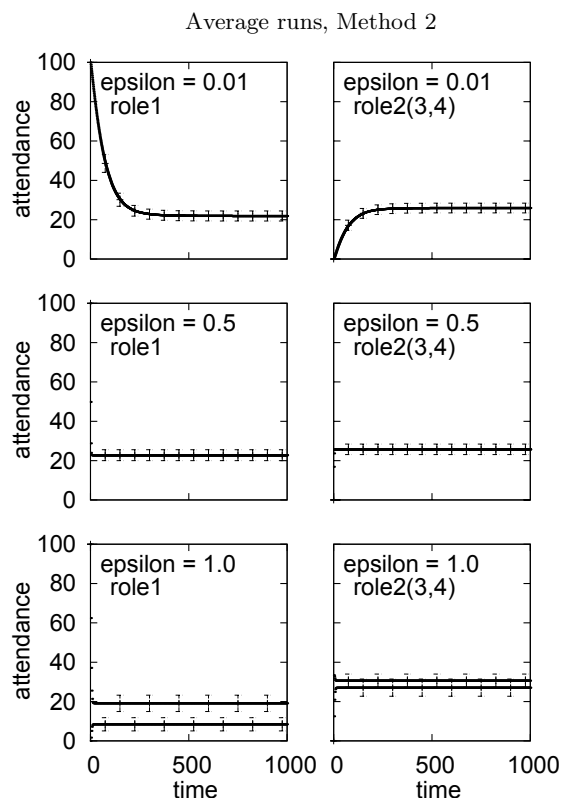 Average runs, Method 2
100
80
60
40
20
0
attendance
epsilon = 0.01
role1
epsilon = 0.01
role2(3,4)
100
80
60
40
20
0
attendance
epsilon = 0.5
role1
epsilon = 0.5
role2(3,4)
100
80
60
40
20
0
attendance
epsilon = 1.0
role1
epsilon = 1.0
role2(3,4)
0 500 1000
0 500 1000
time
time